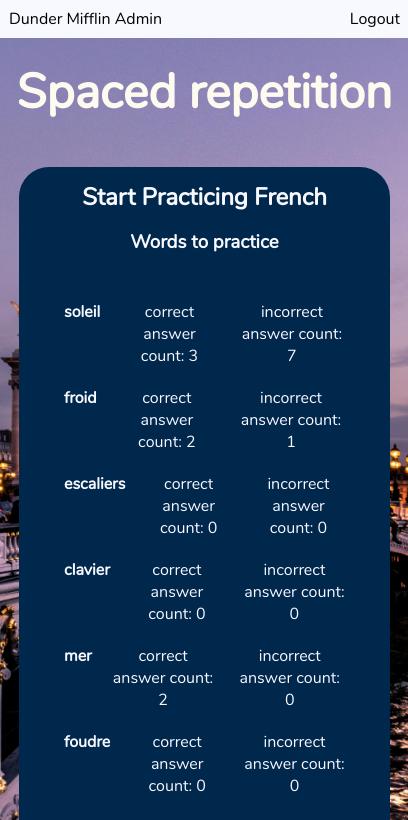 Dunder Mifflin Admin Logout
Spaced repetition
Start Practicing French
Words to practice
soleil correct answer count: 3 incorrect answer count: 7
froid correct answer count: 2 incorrect answer count: 1
escaliers correct answer count: 0 incorrect answer count: 0
clavier correct answer count: 0 incorrect answer count: 0
mer correct answer count: 2 incorrect answer count: 0
foudre correct answer count: 0 incorrect answer count: 0